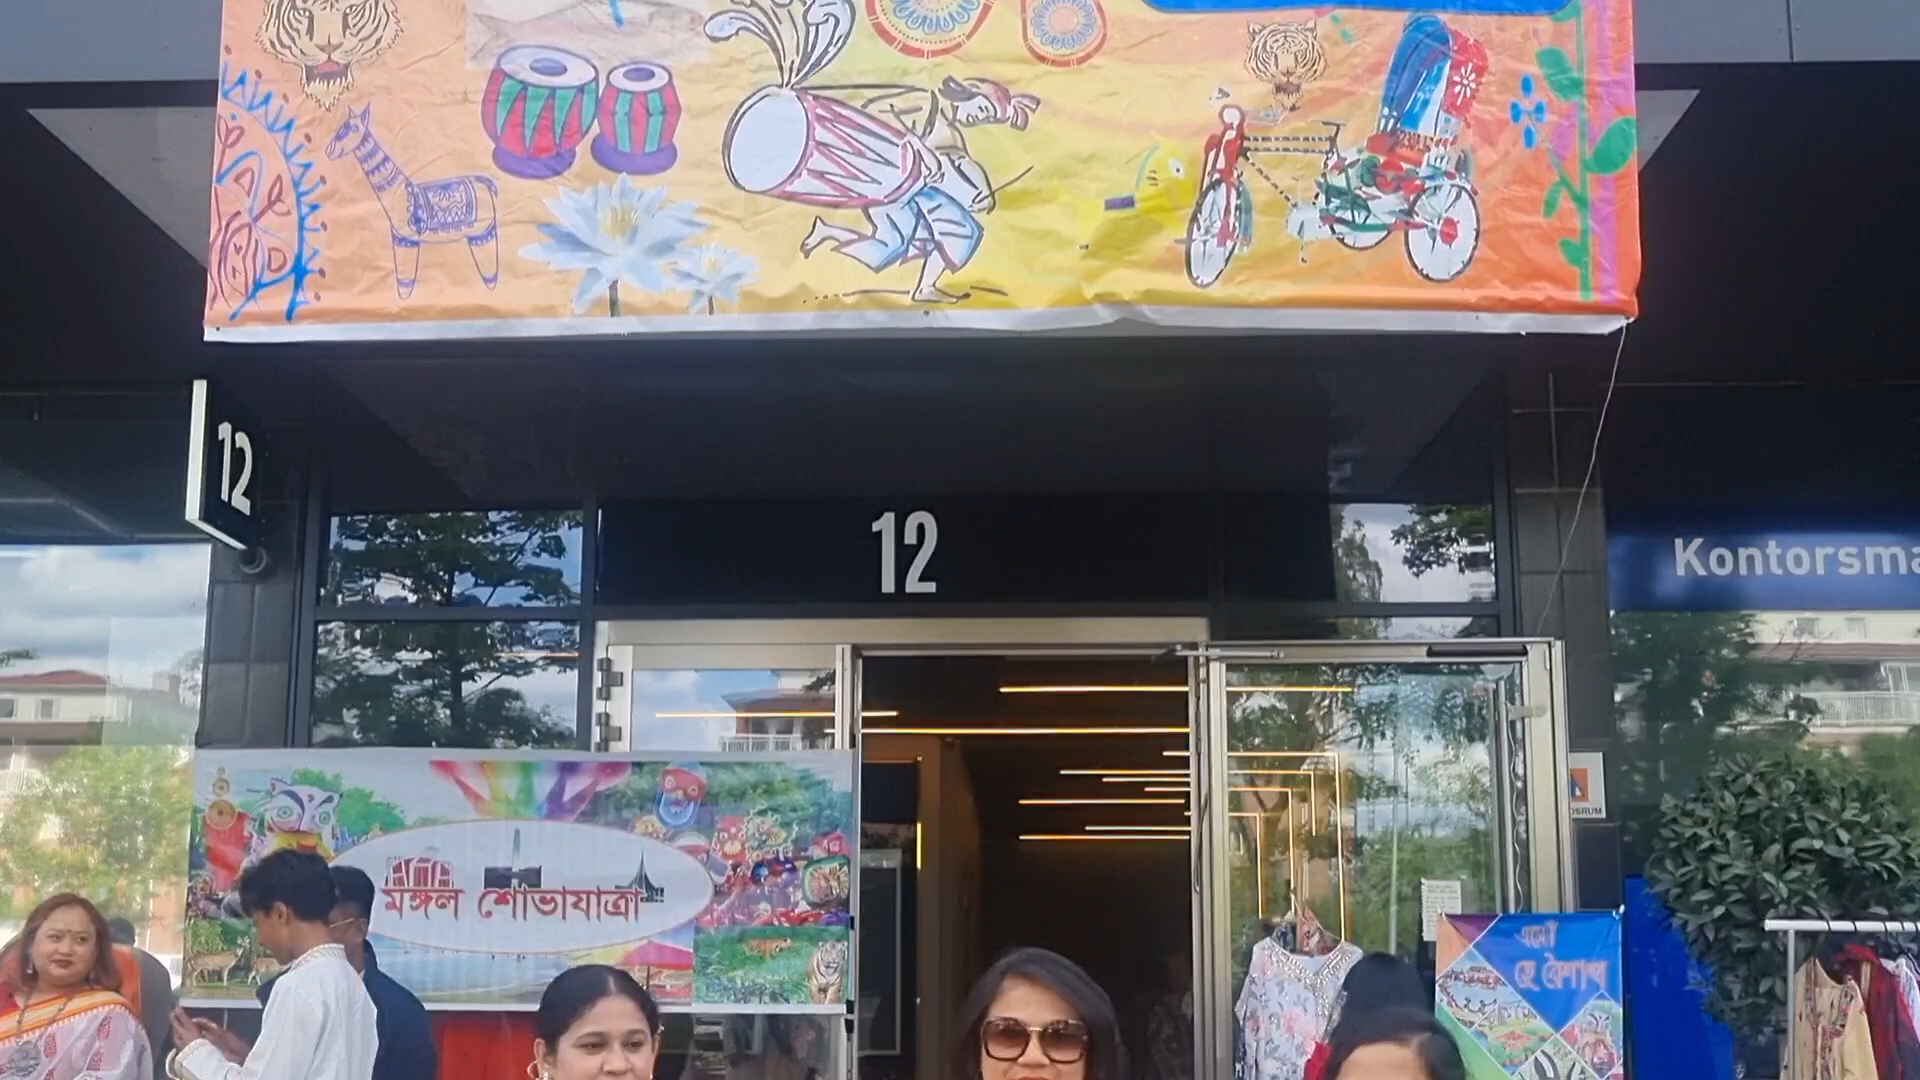 12
12
Kontorsma
মঙ্গল শোভাযাত্রা
এসো
হে বৈশাখ